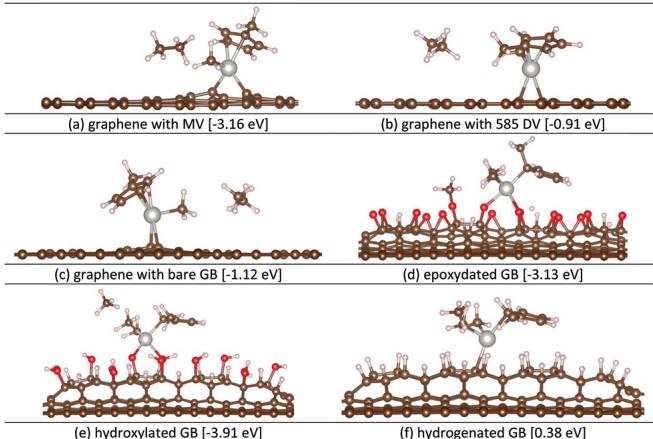 (a) graphene with MV [-3.16 eV]
(b) graphene with 585 DV [-0.91 eV]
(c) graphene with bare GB [-1.12 eV]
(d) epoxydated GB [-3.13 eV]
(e) hydroxylated GB [-3.91 eV]
(f) hydrogenated GB [0.38 eV]